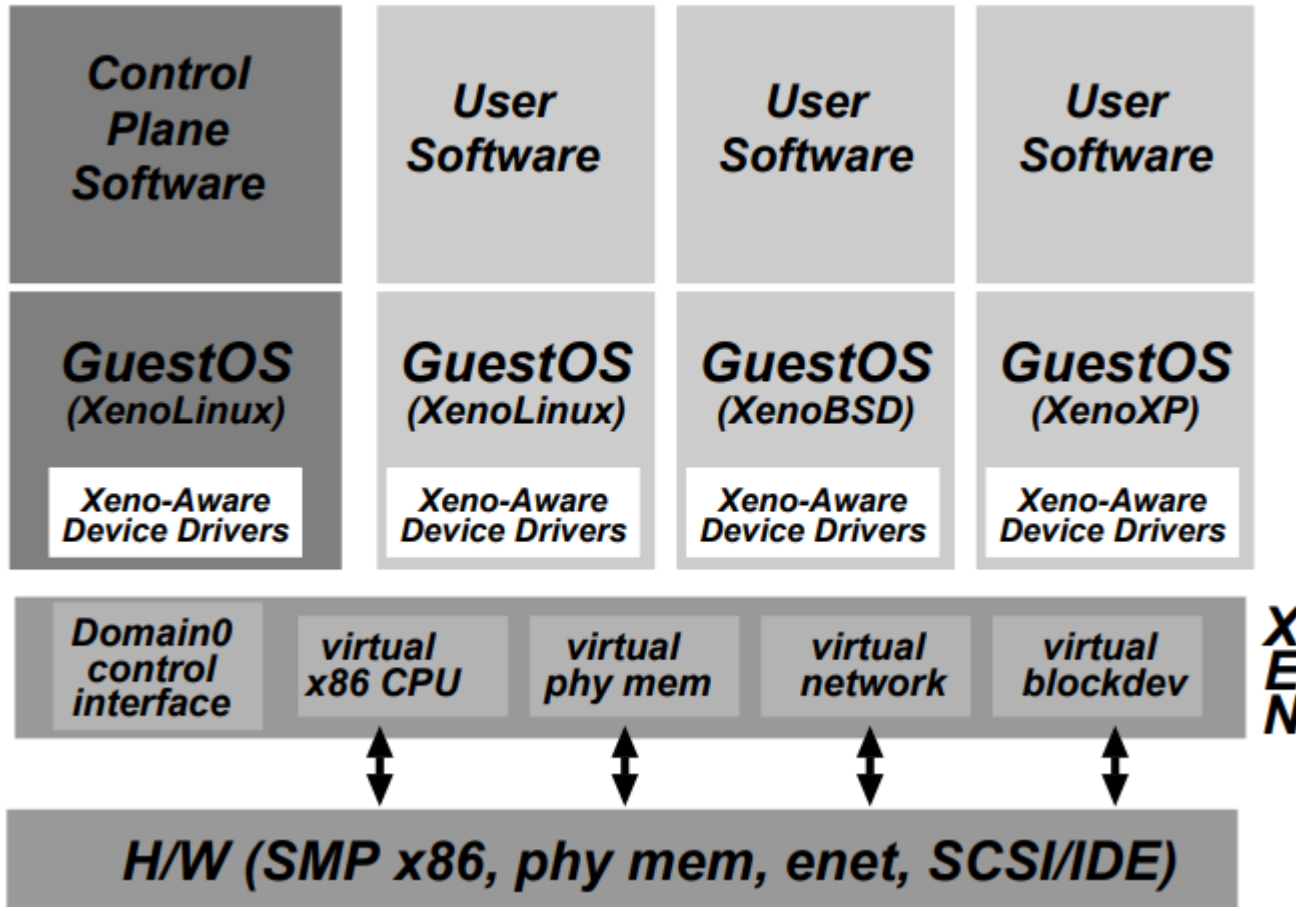 Control
Plane
Software
User
Software
User
Software
User
Software
GuestOS
(XenoLinux)
Xeno-Aware
Device Drivers
GuestOS
(XenoLinux)
Xeno-Aware
Device Drivers
GuestOS
(XenoBSD)
Xeno-Aware
Device Drivers
GuestOS
(XenoXP)
Xeno-Aware
Device Drivers
Domain0
control
interface
virtual
x86 CPU
virtual
phy mem
virtual
network
virtual
blockdev
X
E
N
H/W (SMP x86, phy mem, enet, SCSI/IDE)